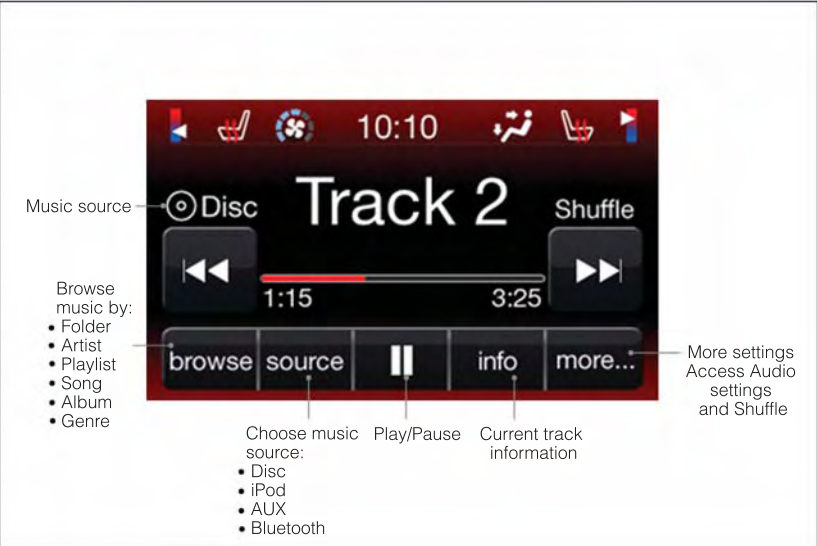 10:10
Music source
Disc
Track 2
Shuffle
1:15
3:25
Browse
music by:
• Folder
• Artist
• Playlist
• Song
• Album
• Genre
browse
source
info
more...
More settings
Access Audio
settings
and Shuffle
Choose music
source:
• Disc
• iPod
• AUX
• Bluetooth
Play/Pause
Current track
information